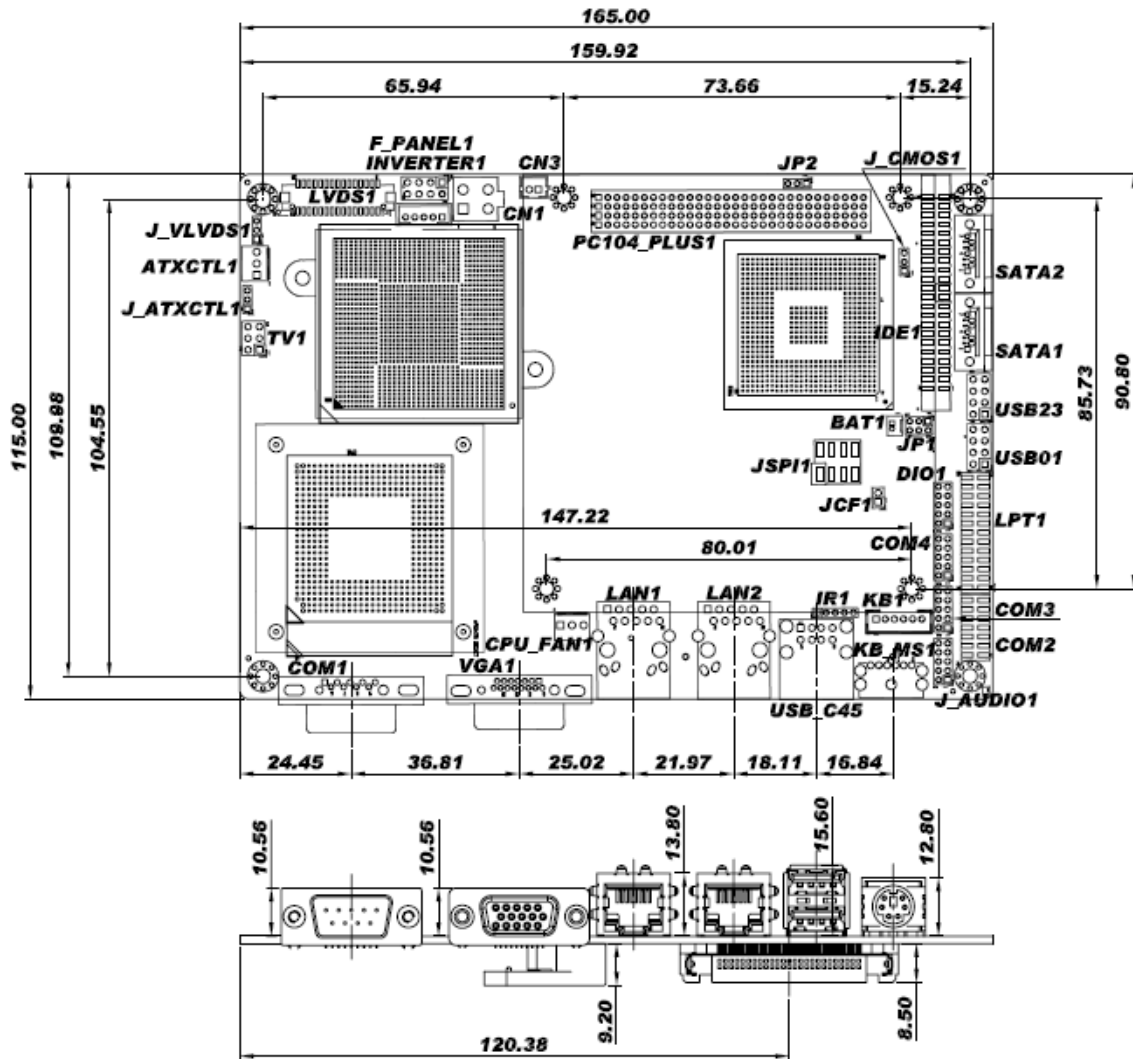 165.00
159.92
65.94 73.66 15.24
F_PANEL1
INVERTER1 CN3 JP2 J_CMOS1
LVDS1
CN1
J_VLVDS1
PC104_PLUS1
ATXCTL1
SATA2
J_ATXCTL1
TV1
IDE1
SATA1
115.00
109.98
104.55
85.73
90.80
USB23
BAT1
JP1
USB01
JSPI1
DIO1
JCF1
147.22
LPT1
COM4
80.01
LAN1 LAN2 IR1 KB1
COM3
CPU_FAN1
KB_MS1
COM2
COM1 VGA1
J_AUDIO1
USB_C45
24.45 36.81 25.02 21.97 18.11 16.84
10.56 10.56 13.80 15.60 12.80
9.20 8.50
120.38